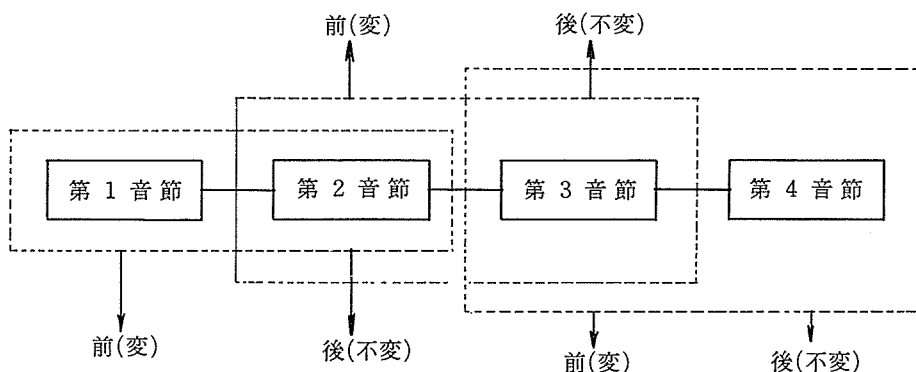 前(変) 後(不変)
第1音節 第2音節 第3音節 第4音節
前(変) 後(不変) 前(変) 後(不変)